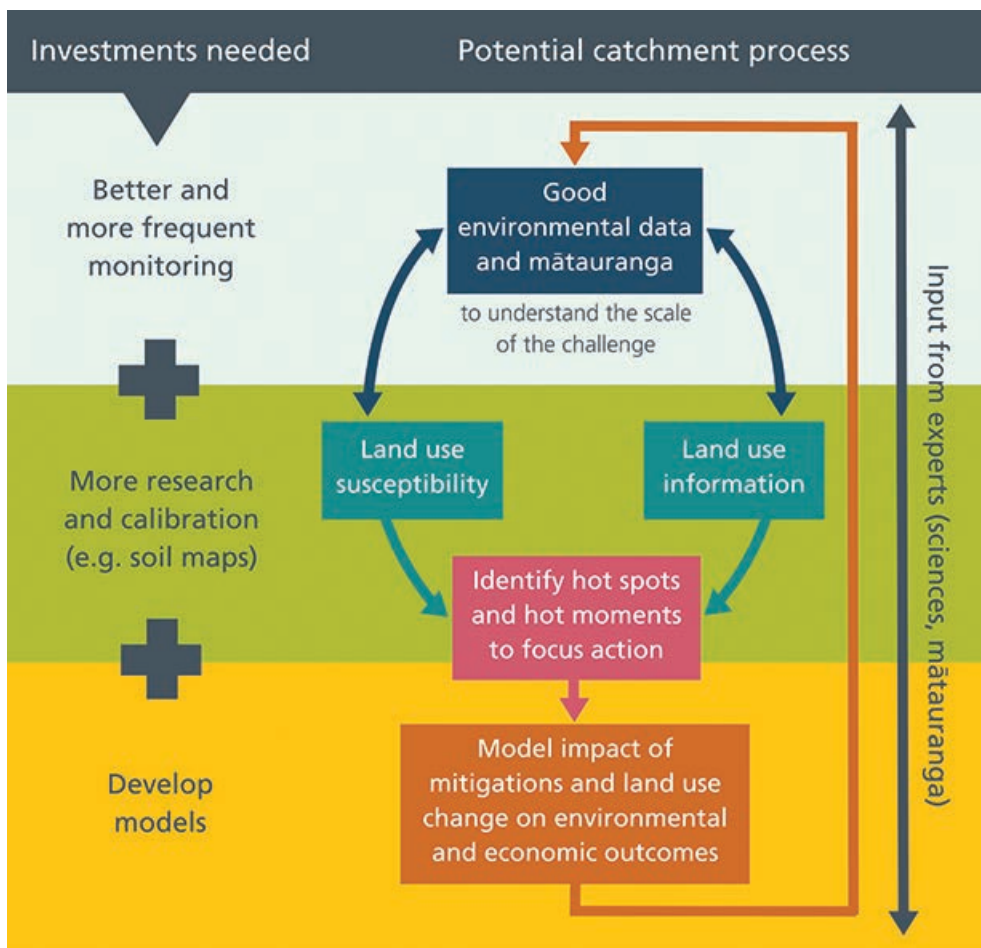 Investments needed
Potential catchment process
Better and
more frequent
monitoring
Good
environmental data
and mātauranga
to understand the scale
of the challenge
More research
and calibration
(e.g. soil maps)
Land use
susceptibility
Land use
information
Identify hot spots
and hot moments
to focus action
Develop
models
Model impact of
mitigations and land use
change on environmental
and economic outcomes
Input from experts (sciences, mātauranga)